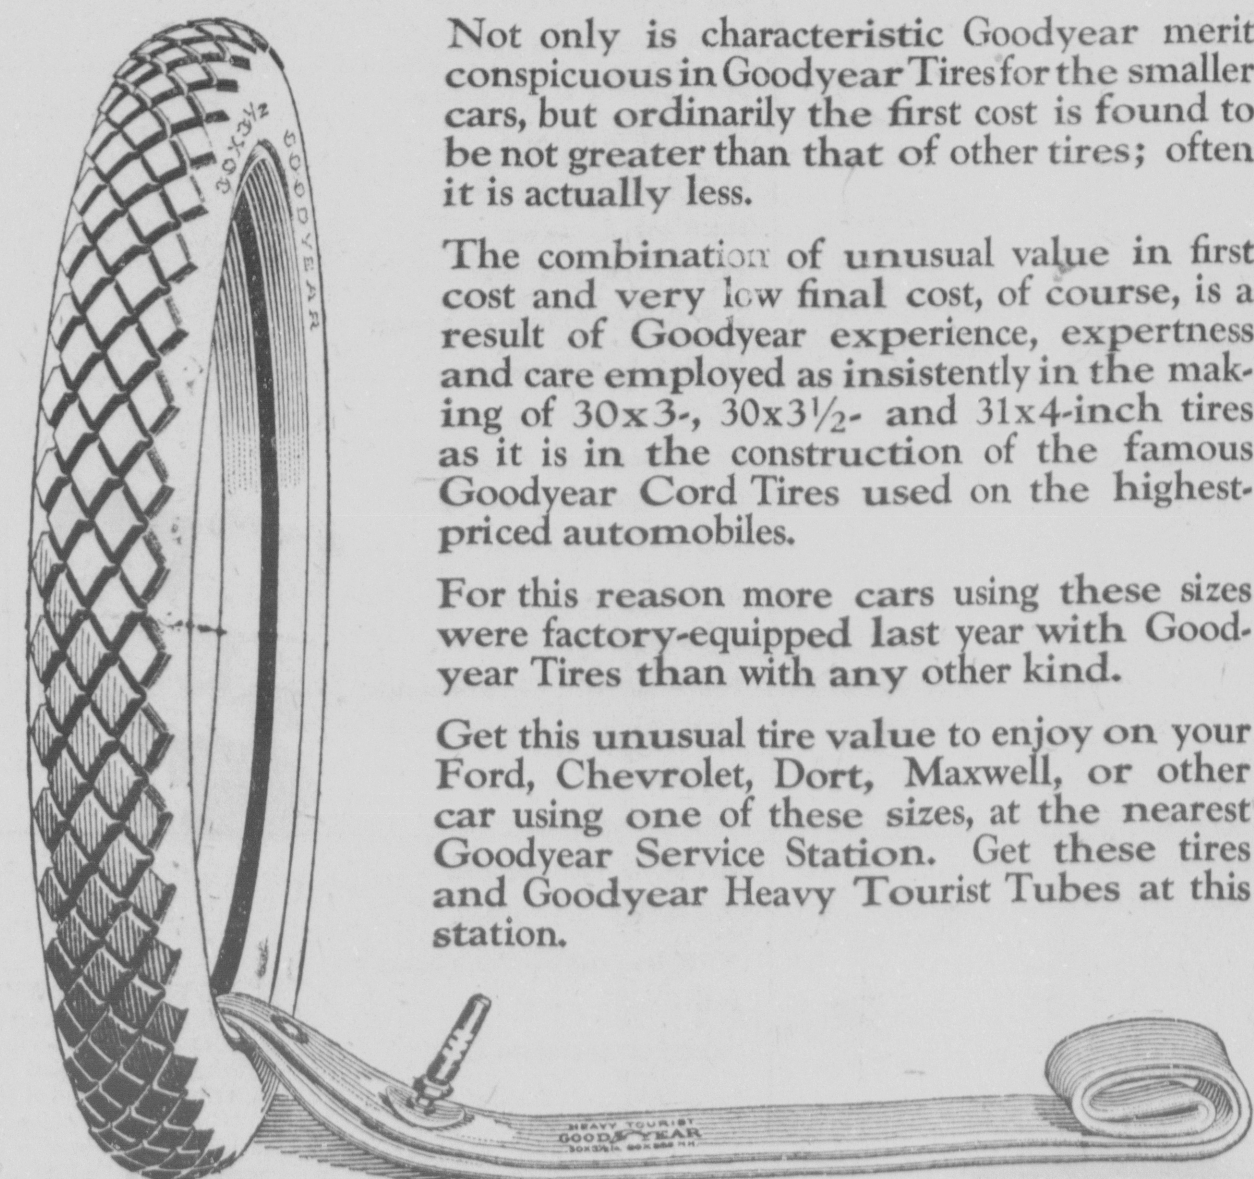 Not only is characteristic Goodyear merit
conspicuous in Goodyear Tires for the smaller
cars, but ordinarily the first cost is found to
be not greater than that of other tires; often
it is actually less.
The combination of unusual value in first
cost and very low final cost, of course, is a
result of Goodyear experience, expertness
and care employed as insistently in the mak-
ing of 30x3-, 30x3½- and 31x4-inch tires
as it is in the construction of the famous
Goodyear Cord Tires used on the highest-
priced automobiles.
For this reason more cars using these sizes
were factory-equipped last year with Good-
year Tires than with any other kind.
Get this unusual tire value to enjoy on your
Ford, Chevrolet, Dort, Maxwell, or other
car using one of these sizes, at the nearest
Goodyear Service Station. Get these tires
and Goodyear Heavy Tourist Tubes at this
station.
30X3½ GOODYEAR
HEAVY TOURIST
GOODYEAR